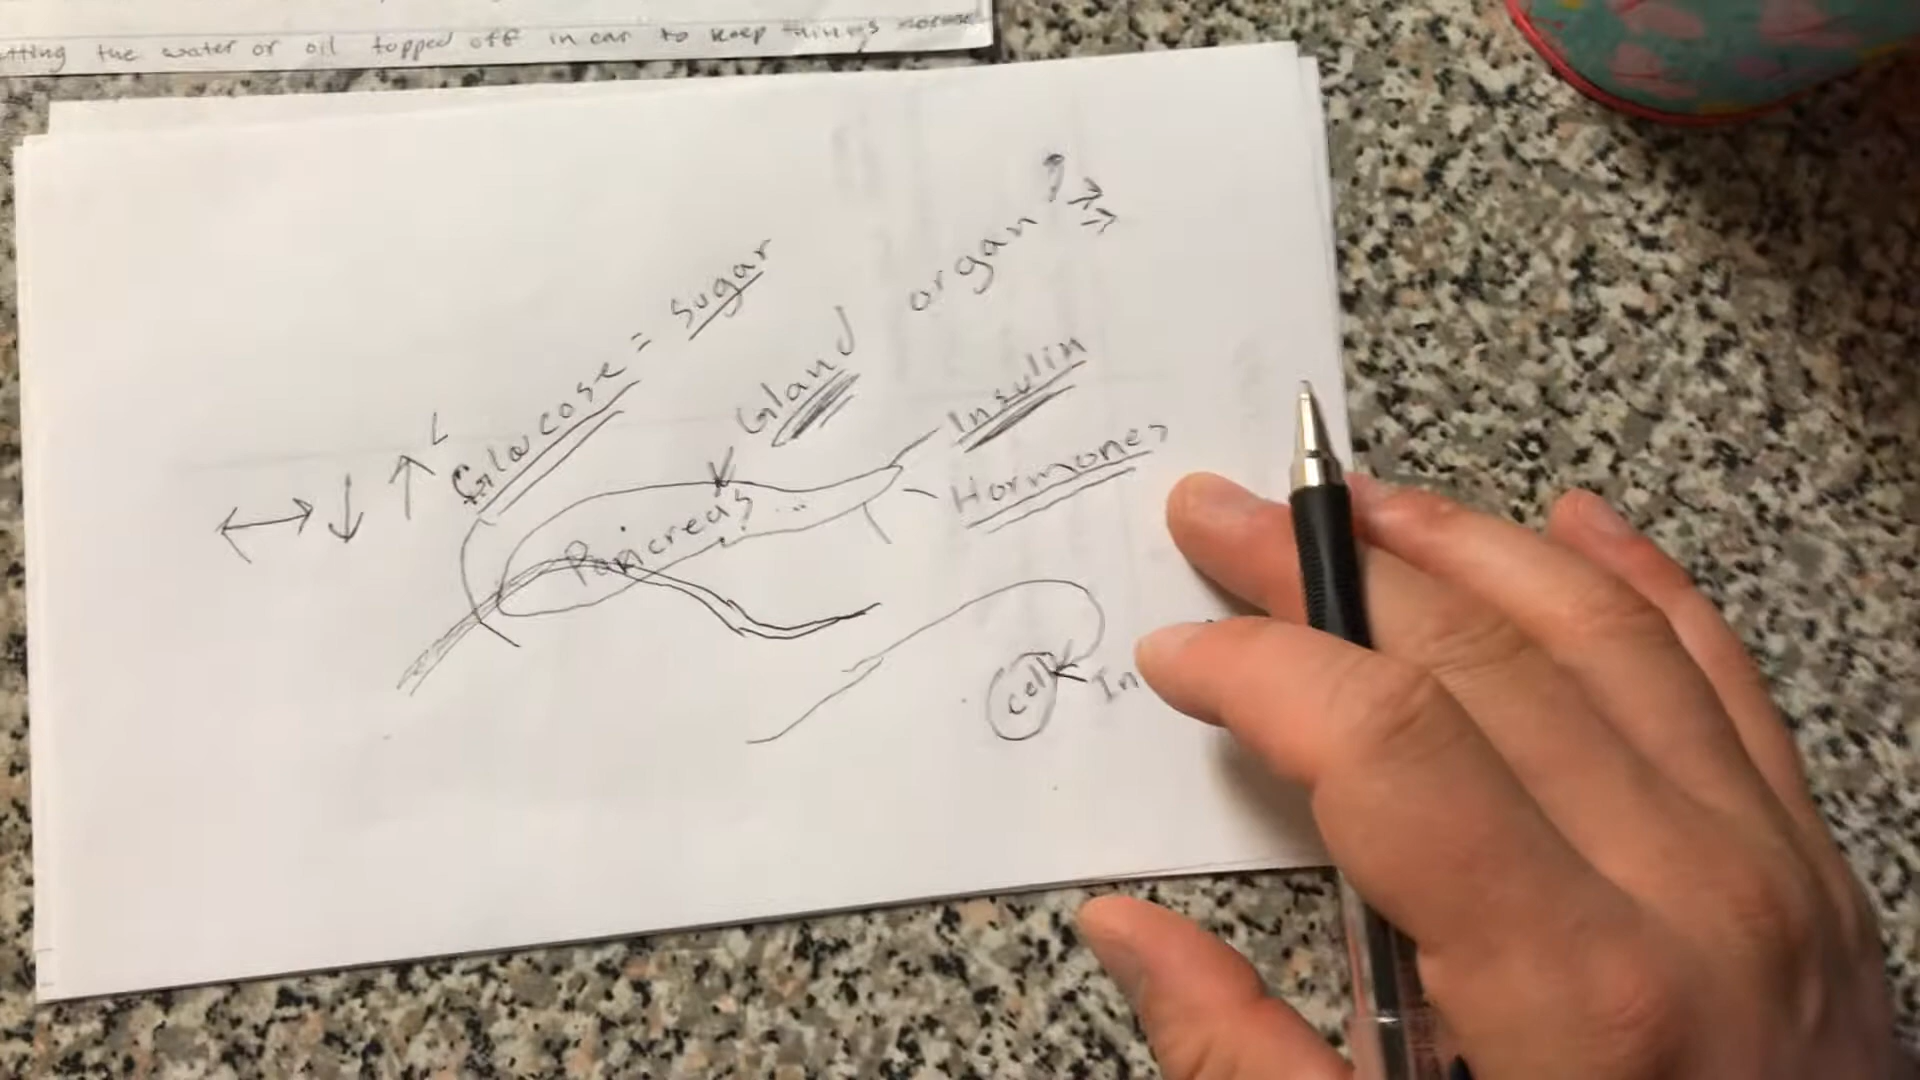 the water or oil topped off in car to keep things
organ?
Glucose = Sugar
Gland
Insulin
Hormones
Pancreas
cell
In